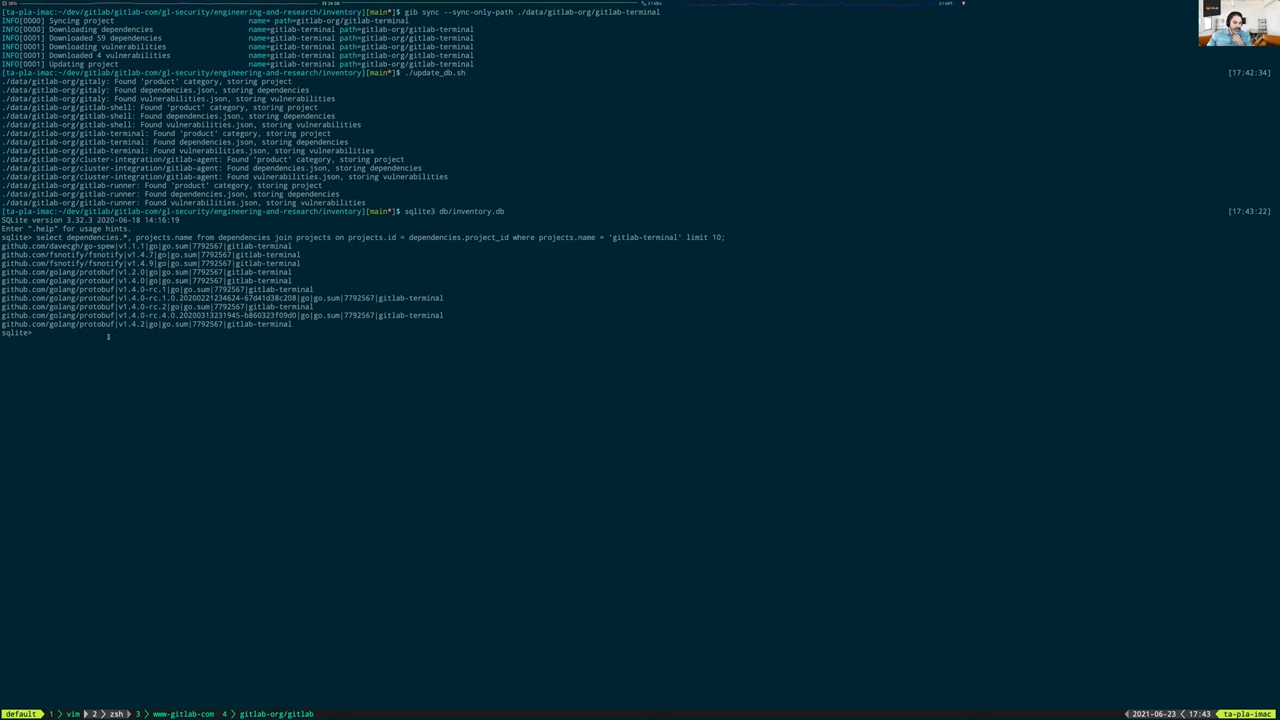 [ta-pla-imac:~/dev/gitlab/gitlab-com/gl-security/engineering-and-research/inventory][main*]$ gib sync --sync-only-path ./data/gitlab-org/gitlab-terminal
INFO[0000] Syncing project name= path=gitlab-org/gitlab-terminal
INFO[0000] Downloading dependencies name=gitlab-terminal path=gitlab-org/gitlab-terminal
INFO[0001] Downloaded 59 dependencies name=gitlab-terminal path=gitlab-org/gitlab-terminal
INFO[0001] Downloading vulnerabilities name=gitlab-terminal path=gitlab-org/gitlab-terminal
INFO[0001] Downloaded 4 vulnerabilities name=gitlab-terminal path=gitlab-org/gitlab-terminal
INFO[0001] Updating project name=gitlab-terminal path=gitlab-org/gitlab-terminal
[ta-pla-imac:~/dev/gitlab/gitlab-com/gl-security/engineering-and-research/inventory][main*]$ ./update_db.sh [17:42:34]
./data/gitlab-org/gitaly: Found 'product' category, storing project
./data/gitlab-org/gitaly: Found dependencies.json, storing dependencies
./data/gitlab-org/gitaly: Found vulnerabilities.json, storing vulnerabilities
./data/gitlab-org/gitlab-shell: Found 'product' category, storing project
./data/gitlab-org/gitlab-shell: Found dependencies.json, storing dependencies
./data/gitlab-org/gitlab-shell: Found vulnerabilities.json, storing vulnerabilities
./data/gitlab-org/gitlab-terminal: Found 'product' category, storing project
./data/gitlab-org/gitlab-terminal: Found dependencies.json, storing dependencies
./data/gitlab-org/gitlab-terminal: Found vulnerabilities.json, storing vulnerabilities
./data/gitlab-org/cluster-integration/gitlab-agent: Found 'product' category, storing project
./data/gitlab-org/cluster-integration/gitlab-agent: Found dependencies.json, storing dependencies
./data/gitlab-org/cluster-integration/gitlab-agent: Found vulnerabilities.json, storing vulnerabilities
./data/gitlab-org/gitlab-runner: Found 'product' category, storing project
./data/gitlab-org/gitlab-runner: Found dependencies.json, storing dependencies
./data/gitlab-org/gitlab-runner: Found vulnerabilities.json, storing vulnerabilities
[ta-pla-imac:~/dev/gitlab/gitlab-com/gl-security/engineering-and-research/inventory][main*]$ sqlite3 db/inventory.db [17:43:22]
SQLite version 3.32.3 2020-06-18 14:16:19
Enter ".help" for usage hints.
sqlite> select dependencies.*, projects.name from dependencies join projects on projects.id = dependencies.project_id where projects.name = 'gitlab-terminal' limit 10;
github.com/davecgh/go-spew|v1.1.1|go|go.sum|7792567|gitlab-terminal
github.com/fsnotify/fsnotify|v1.4.7|go|go.sum|7792567|gitlab-terminal
github.com/fsnotify/fsnotify|v1.4.9|go|go.sum|7792567|gitlab-terminal
github.com/golang/protobuf|v1.2.0|go|go.sum|7792567|gitlab-terminal
github.com/golang/protobuf|v1.4.0|go|go.sum|7792567|gitlab-terminal
github.com/golang/protobuf|v1.4.0-rc.1|go|go.sum|7792567|gitlab-terminal
github.com/golang/protobuf|v1.4.0-rc.1.0.20200221234624-67d41d38c208|go|go.sum|7792567|gitlab-terminal
github.com/golang/protobuf|v1.4.0-rc.2|go|go.sum|7792567|gitlab-terminal
github.com/golang/protobuf|v1.4.0-rc.4.0.20200313231945-b860323f09d0|go|go.sum|7792567|gitlab-terminal
github.com/golang/protobuf|v1.4.2|go|go.sum|7792567|gitlab-terminal
sqlite>
default 1 vim 2 zsh 3 www-gitlab-com 4 gitlab-org/gitlab 2021-06-23 17:43 ta-pla-imac